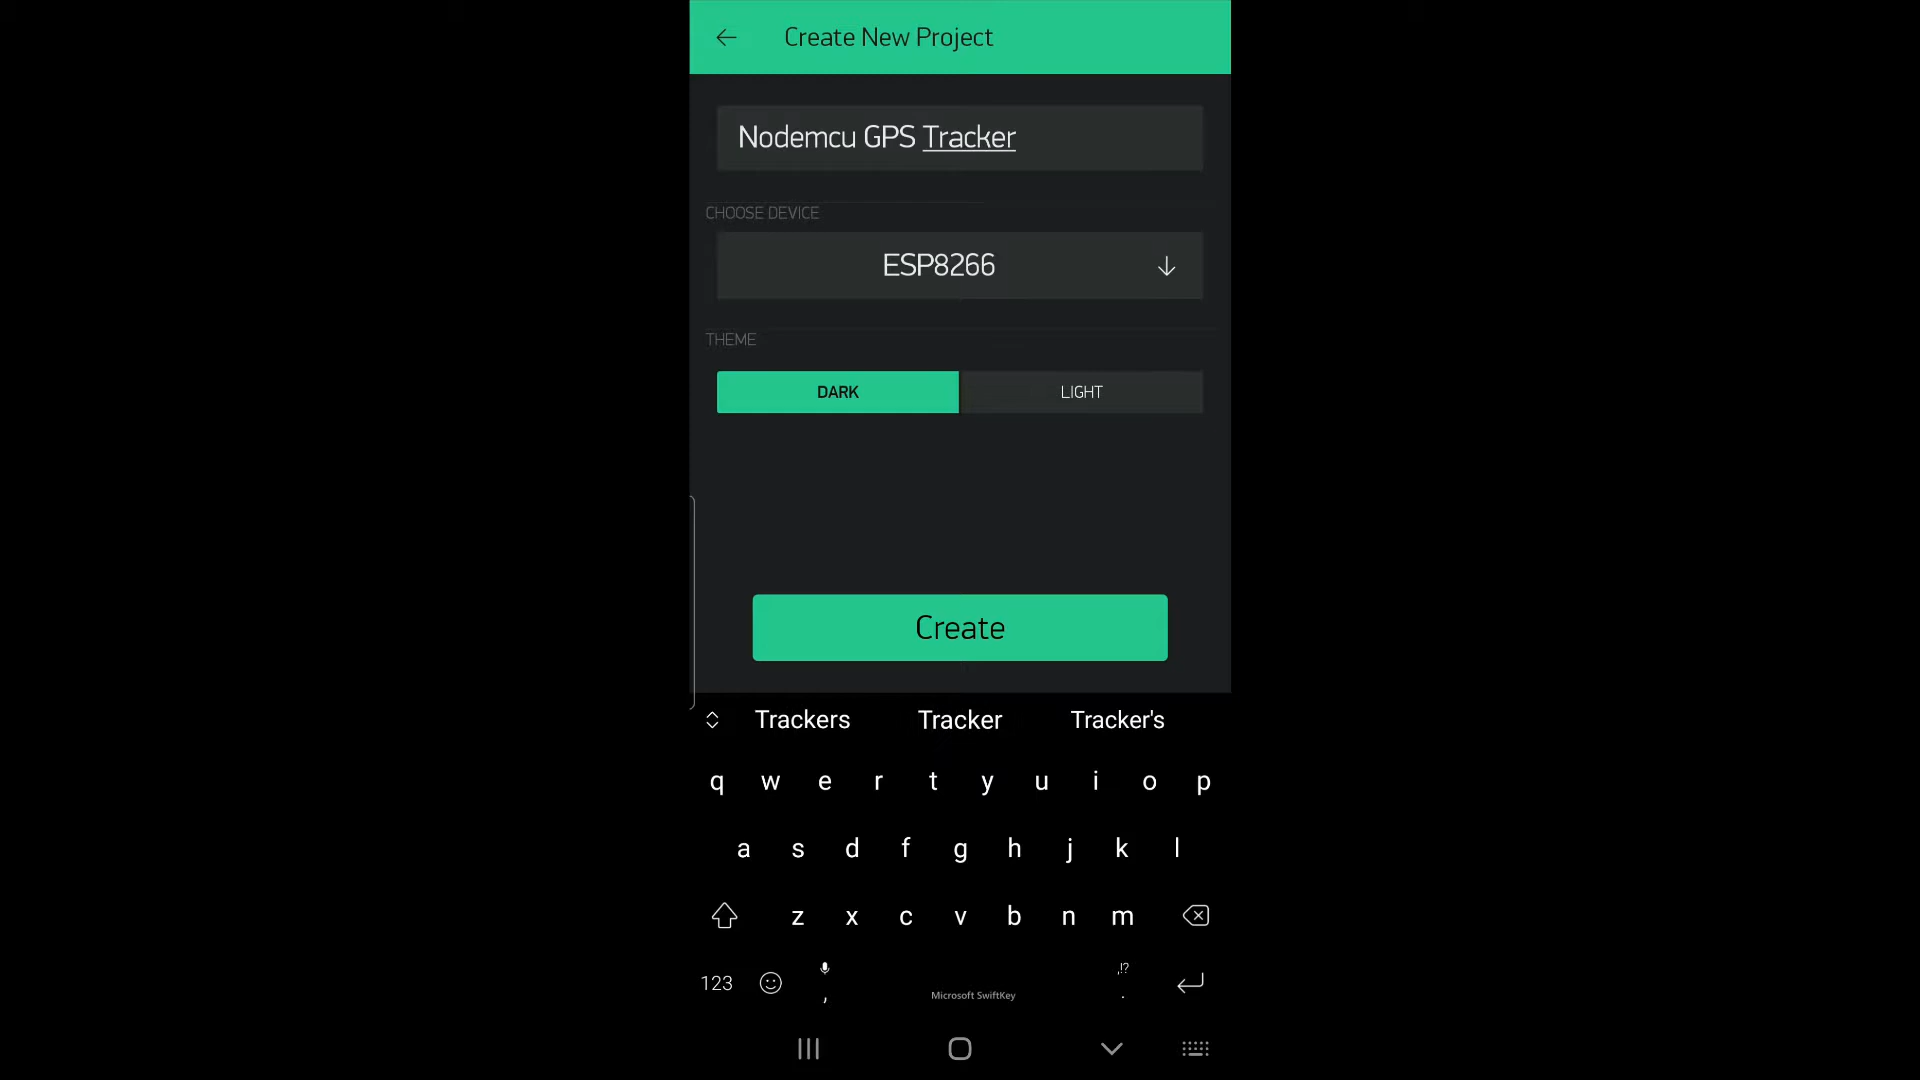 Create New Project
Nodemcu GPS Tracker
CHOOSE DEVICE
ESP8266
THEME
DARK LIGHT
Create
Trackers Tracker Tracker's
q w e r t y u i o p
a s d f g h j k l
z x c v b n m
,!?
123 , Microsoft SwiftKey .